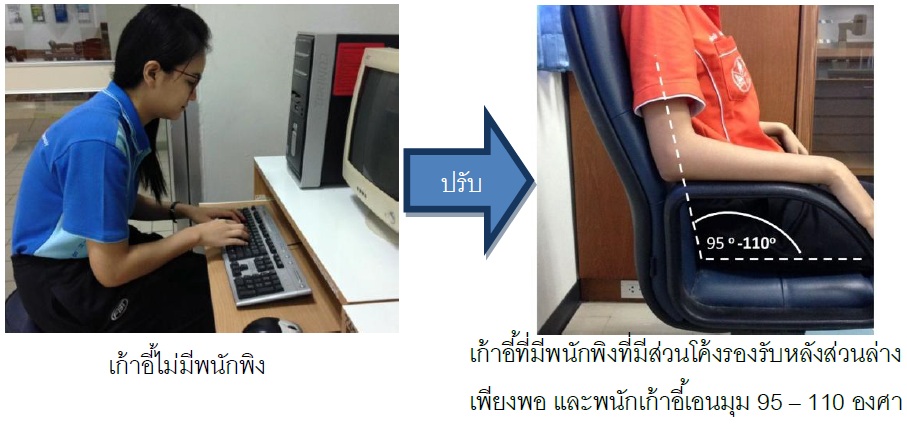 ปรับ
95 º -110º
เก้าอี้ไม่มีพนักพิง
เก้าอี้ที่มีพนักพิงที่มีส่วนโค้งรองรับหลังส่วนล่าง
เพียงพอ และพนักเก้าอี้เอนมุม 95 – 110 องศา